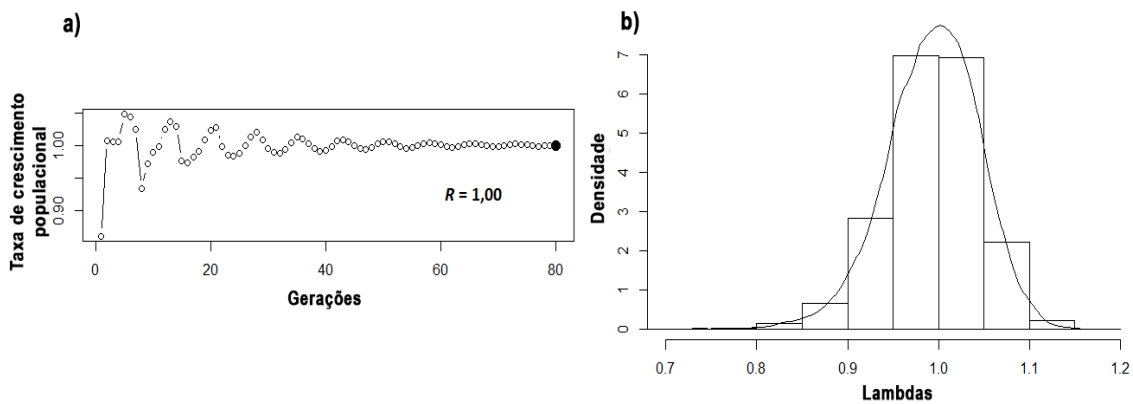 a)
Taxa de crescimento
populacional
1.00
0.90
R = 1,00
0 20 40 60 80
Gerações
b)
Densidade
7
6
5
4
3
2
1
0
0.7 0.8 0.9 1.0 1.1 1.2
Lambdas